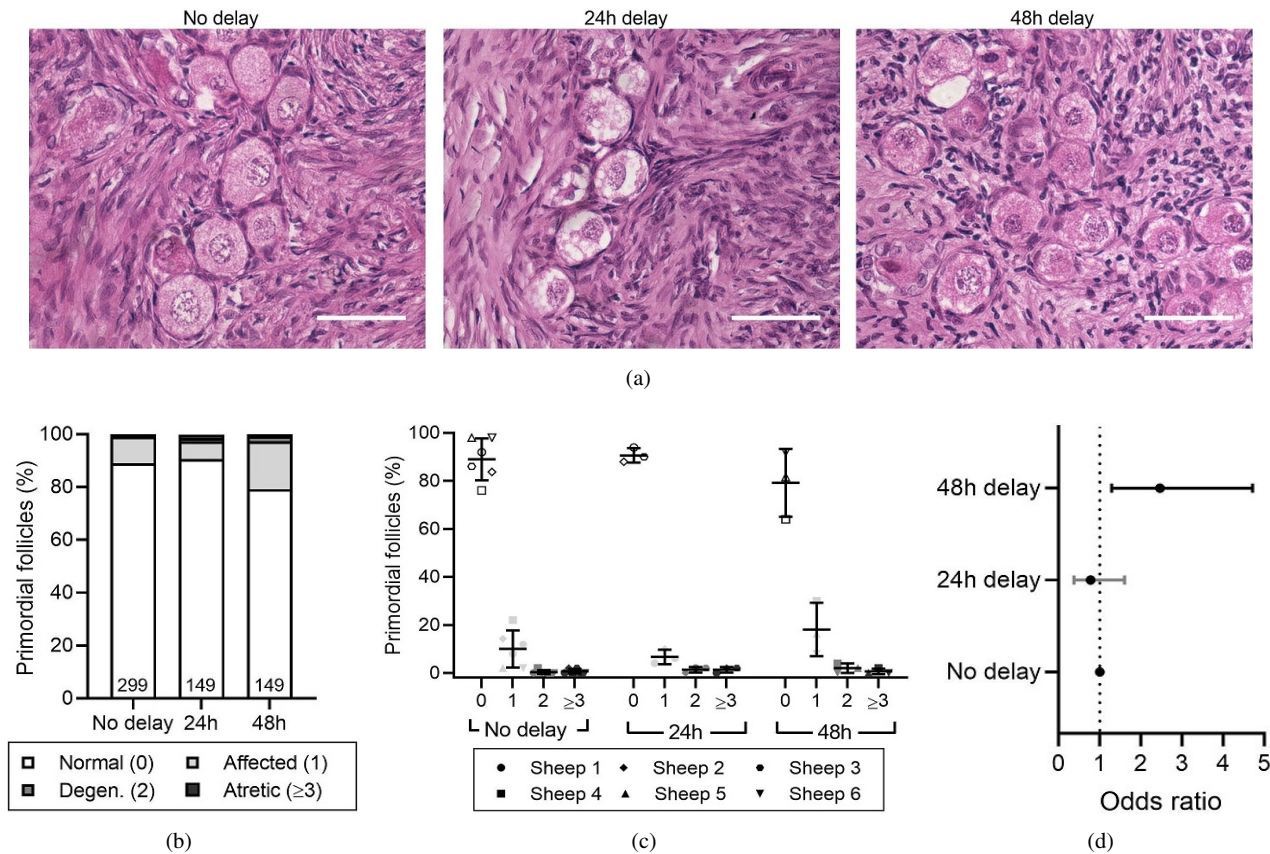 No delay 24h delay 48h delay
(a)
Primordial follicles (%)
100
80
60
40
20
0
299 149 149
No delay 24h 48h
Normal (0) Affected (1)
Degen. (2) Atretic (≥3)
(b)
Primordial follicles (%)
100
80
60
40
20
0
0 1 2 ≥3 0 1 2 ≥3 0 1 2 ≥3
No delay 24h 48h
Sheep 1 Sheep 2 Sheep 3
Sheep 4 Sheep 5 Sheep 6
(c)
48h delay
24h delay
No delay
0 1 2 3 4 5
Odds ratio
(d)